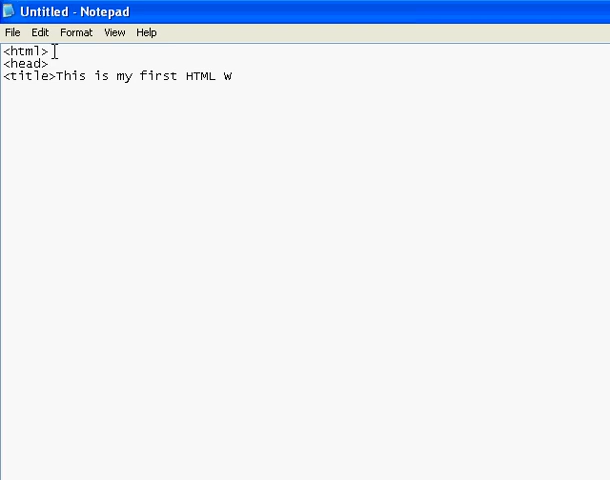 Untitled - Notepad
File Edit Format View Help
<html>
<head>
<title>This is my first HTML W